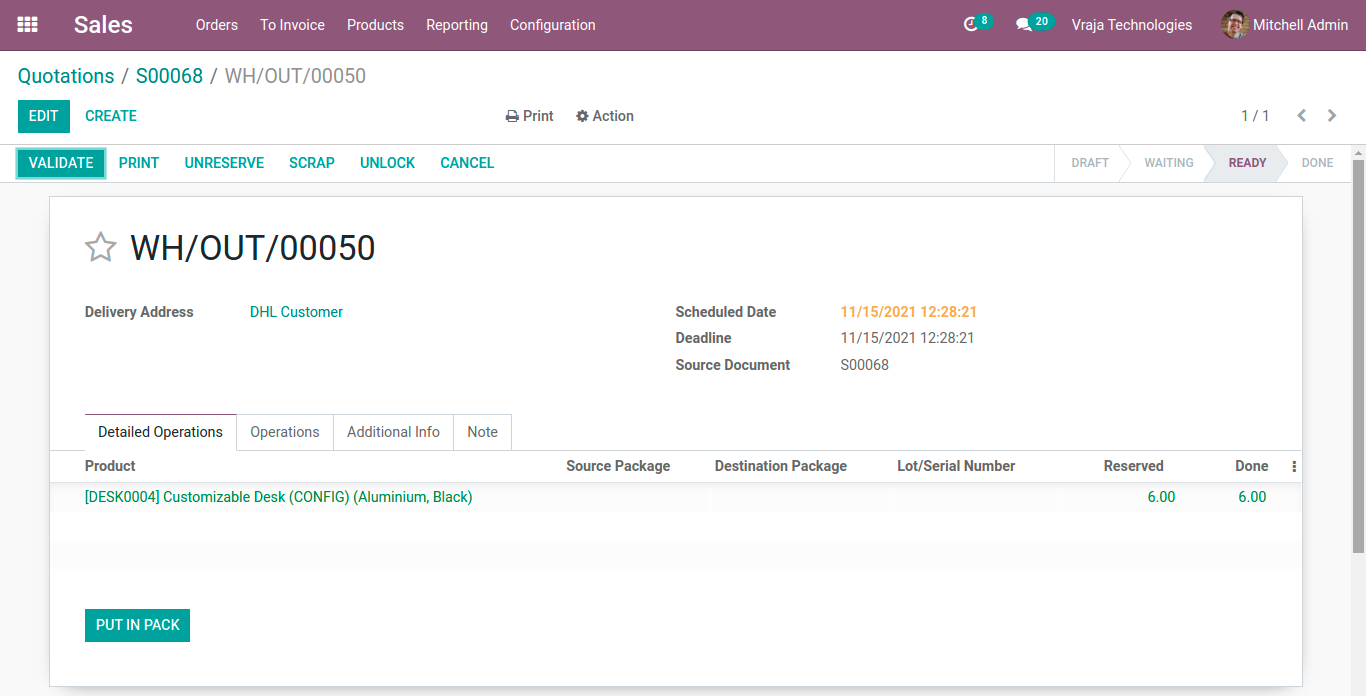 Sales Orders To Invoice Products Reporting Configuration 8 20 Vraja Technologies Mitchell Admin
Quotations / S00068 / WH/OUT/00050
EDIT CREATE Print Action 1 / 1
VALIDATE PRINT UNRESERVE SCRAP UNLOCK CANCEL DRAFT WAITING READY DONE
WH/OUT/00050
Delivery Address DHL Customer Scheduled Date 11/15/2021 12:28:21
Deadline 11/15/2021 12:28:21
Source Document S00068
Detailed Operations Operations Additional Info Note
Product Source Package Destination Package Lot/Serial Number Reserved Done
[DESK0004] Customizable Desk (CONFIG) (Aluminium, Black) 6.00 6.00
PUT IN PACK